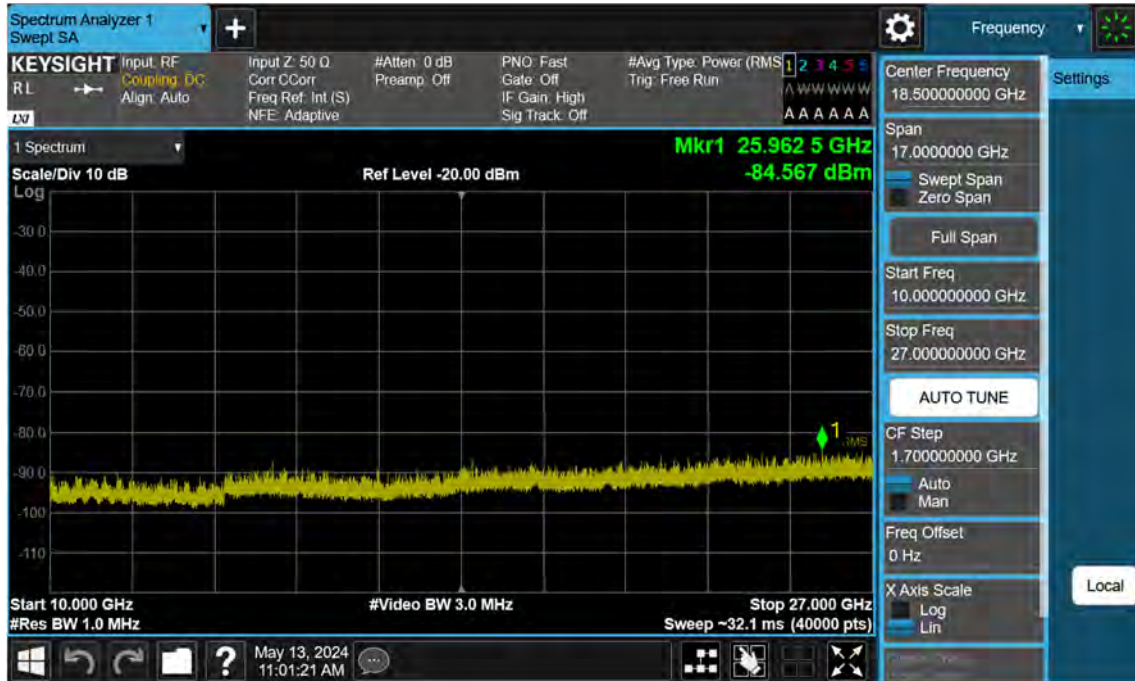 Spectrum Analyzer 1
Swept SA
Frequency
KEYSIGHT
RL
LXI
Input: RF
Coupling: DC
Align: Auto
Input Z: 50 Ω
Corr CCorr
Freq Ref: Int (S)
NFE: Adaptive
#Atten: 0 dB
Preamp: Off
PNO: Fast
Gate: Off
IF Gain: High
Sig Track: Off
#Avg Type: Power (RMS
Trig: Free Run
1 2 3 4 5 6
A W W W W W
A A A A A A
1 Spectrum
Scale/Div 10 dB
Log
Ref Level -20.00 dBm
Mkr1 25.962 5 GHz
-84.567 dBm
-30.0
-40.0
-50.0
-60.0
-70.0
-80.0
-90.0
-100
-110
1
RMS
Start 10.000 GHz
#Res BW 1.0 MHz
#Video BW 3.0 MHz
Stop 27.000 GHz
Sweep ~32.1 ms (40000 pts)
May 13, 2024
11:01:21 AM
Center Frequency
18.500000000 GHz
Span
17.0000000 GHz
Swept Span
Zero Span
Full Span
Start Freq
10.000000000 GHz
Stop Freq
27.000000000 GHz
AUTO TUNE
CF Step
1.700000000 GHz
Auto
Man
Freq Offset
0 Hz
X Axis Scale
Log
Lin
Settings
Local